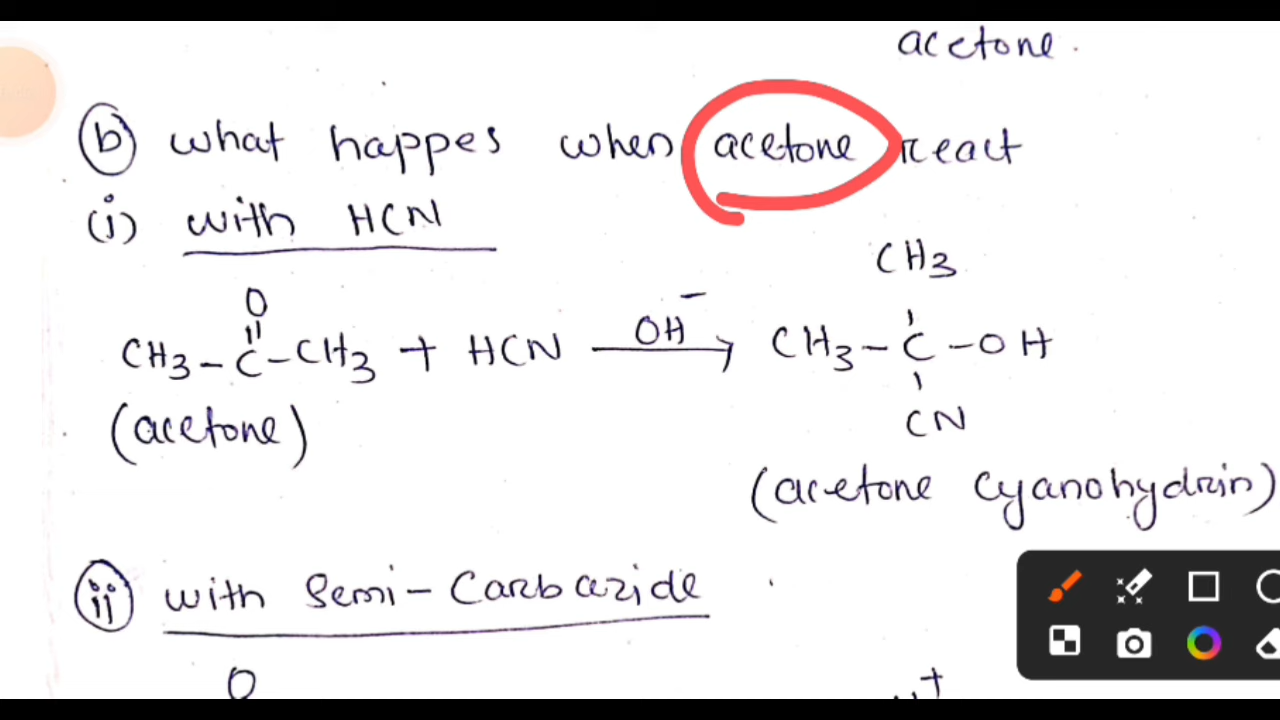 acetone.
(b) what happes when acetone react
(i) with HCN
O
CH3-C-CH3 + HCN OH⁻→ CH3-C-OH
CH3
CN
(acetone)
(acetone cyanohydrin)
(ii) with Semi-Carbazide
O